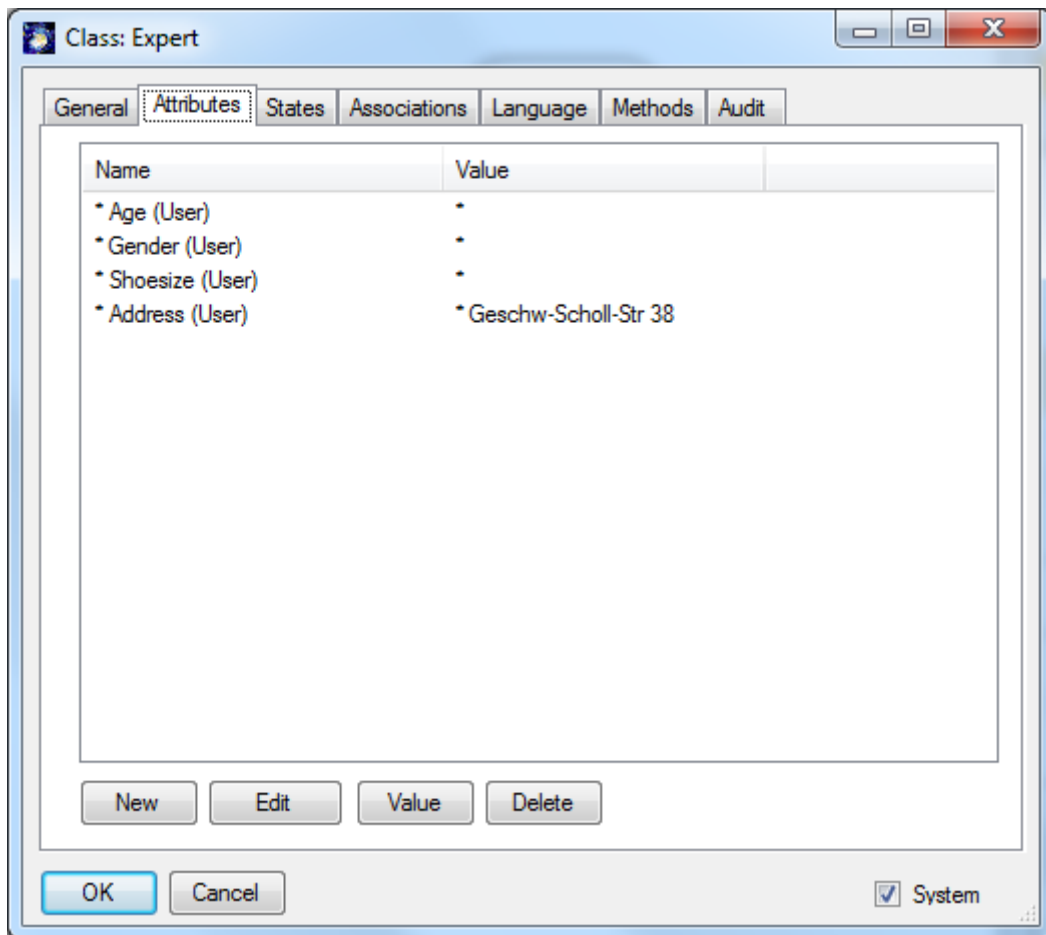 Class: Expert
General Attributes States Associations Language Methods Audit
Name Value
* Age (User) *
* Gender (User) *
* Shoesize (User) *
* Address (User) * Geschw-Scholl-Str 38
New Edit Value Delete
OK Cancel System